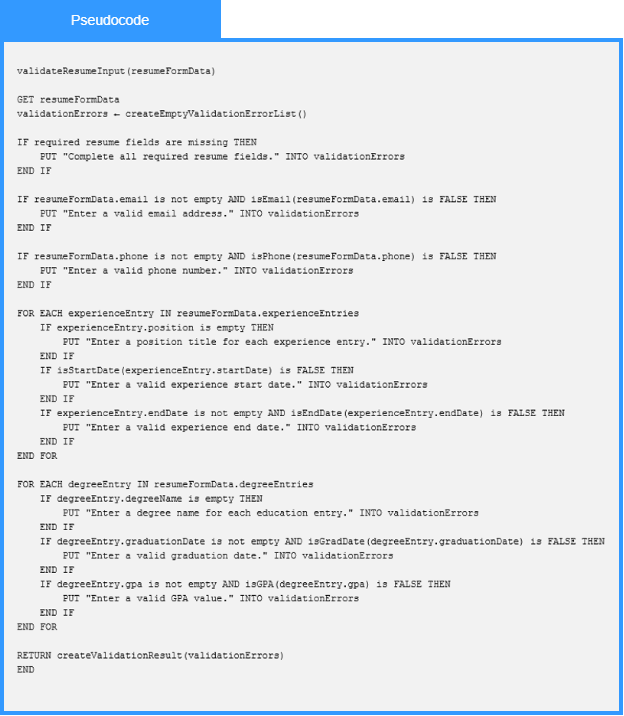 Pseudocode
validateResumeInput(resumeFormData)
GET resumeFormData
validationErrors ← createEmptyValidationErrorList()
IF required resume fields are missing THEN
PUT "Complete all required resume fields." INTO validationErrors
END IF
IF resumeFormData.email is not empty AND isEmail(resumeFormData.email) is FALSE THEN
PUT "Enter a valid email address." INTO validationErrors
END IF
IF resumeFormData.phone is not empty AND isPhone(resumeFormData.phone) is FALSE THEN
PUT "Enter a valid phone number." INTO validationErrors
END IF
FOR EACH experienceEntry IN resumeFormData.experienceEntries
IF experienceEntry.position is empty THEN
PUT "Enter a position title for each experience entry." INTO validationErrors
END IF
IF isStartDate(experienceEntry.startDate) is FALSE THEN
PUT "Enter a valid experience start date." INTO validationErrors
END IF
IF experienceEntry.endDate is not empty AND isEndDate(experienceEntry.endDate) is FALSE THEN
PUT "Enter a valid experience end date." INTO validationErrors
END IF
END FOR
FOR EACH degreeEntry IN resumeFormData.degreeEntries
IF degreeEntry.degreeName is empty THEN
PUT "Enter a degree name for each education entry." INTO validationErrors
END IF
IF degreeEntry.graduationDate is not empty AND isGradDate(degreeEntry.graduationDate) is FALSE THEN
PUT "Enter a valid graduation date." INTO validationErrors
END IF
IF degreeEntry.gpa is not empty AND isGPA(degreeEntry.gpa) is FALSE THEN
PUT "Enter a valid GPA value." INTO validationErrors
END IF
END FOR
RETURN createValidationResult(validationErrors)
END